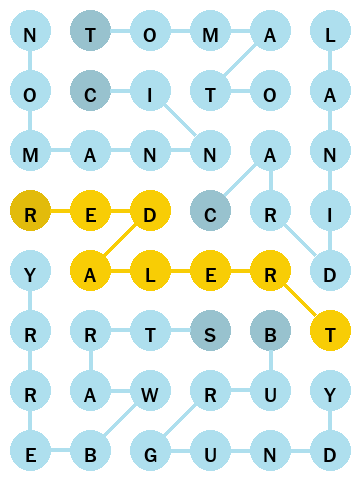 N T O M A L
O C I T O A
M A N N A N
R E D C R I
Y A L E R D
R R T S B T
R A W R U Y
E B G U N D